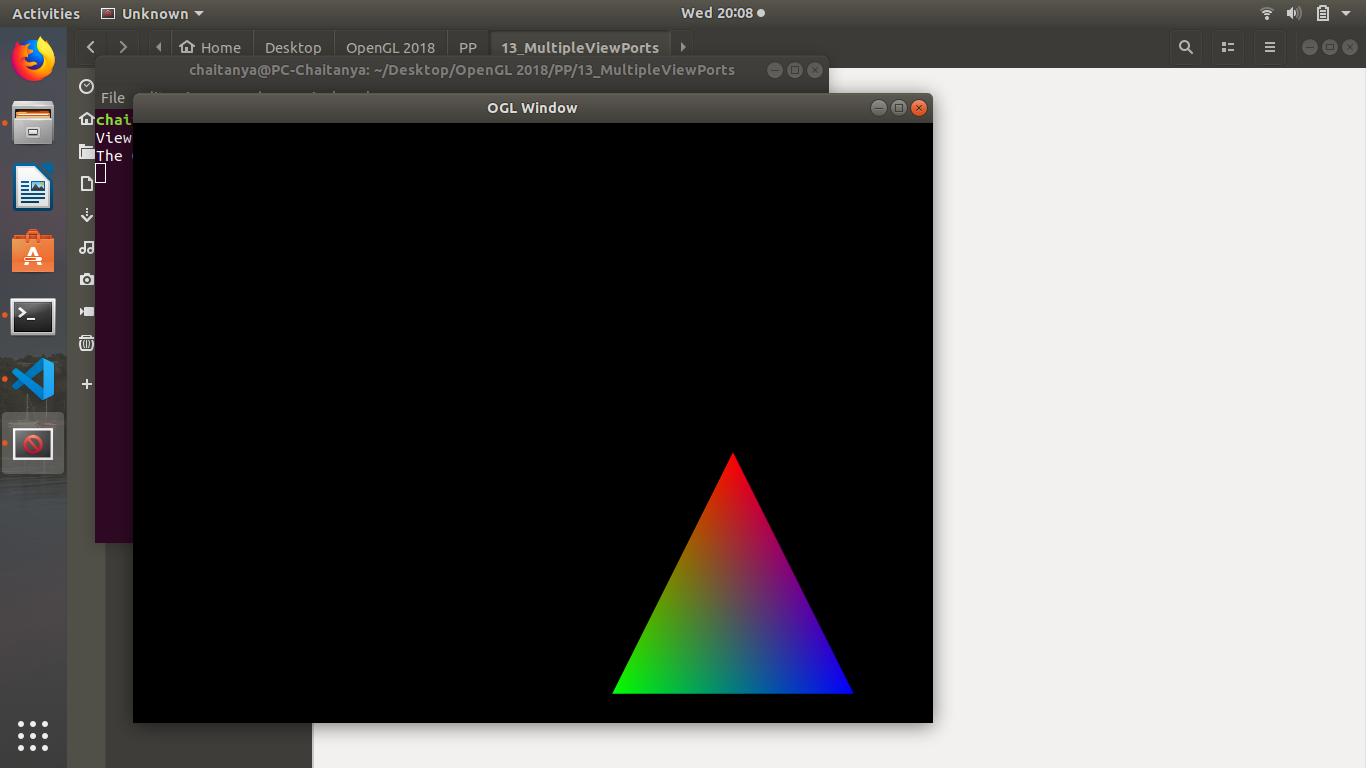 Activities Unknown Wed 20:08
Home Desktop OpenGL 2018 PP 13_MultipleViewPorts
chaitanya@PC-Chaitanya: ~/Desktop/OpenGL 2018/PP/13_MultipleViewPorts
File
OGL Window
chai
View
The